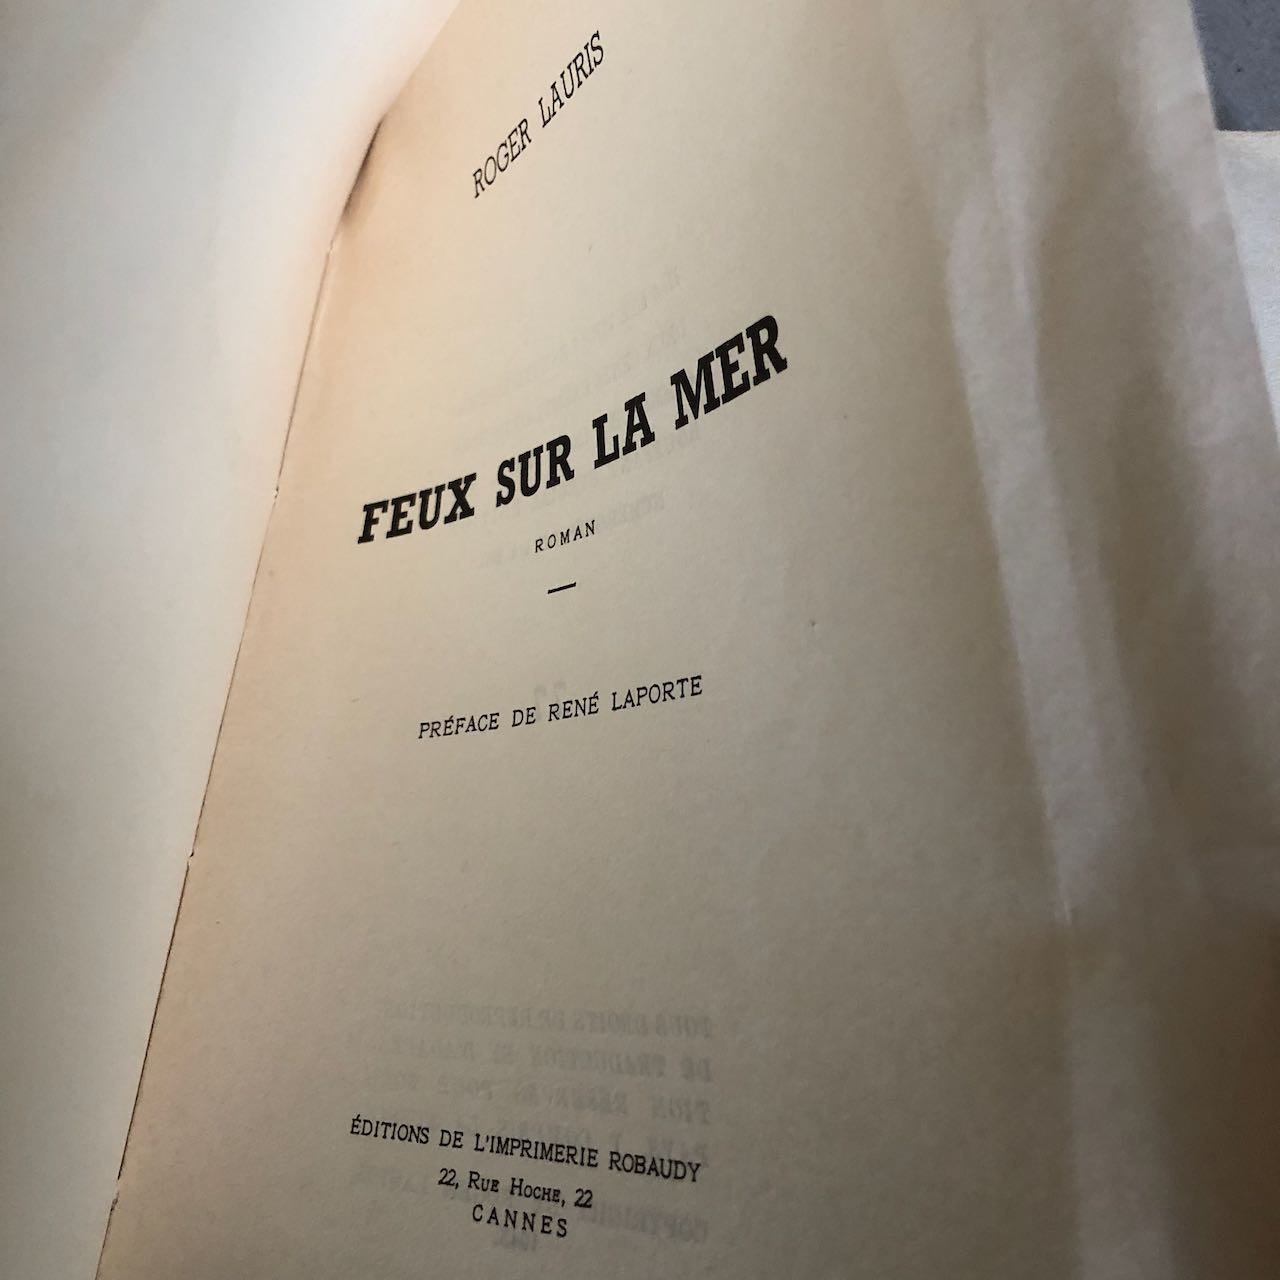 ROGER LAURIS
FEUX SUR LA MER
ROMAN
PRÉFACE DE RENÉ LAPORTE
ÉDITIONS DE L'IMPRIMERIE ROBAUDY
22, RUE HOCHE, 22
CANNES